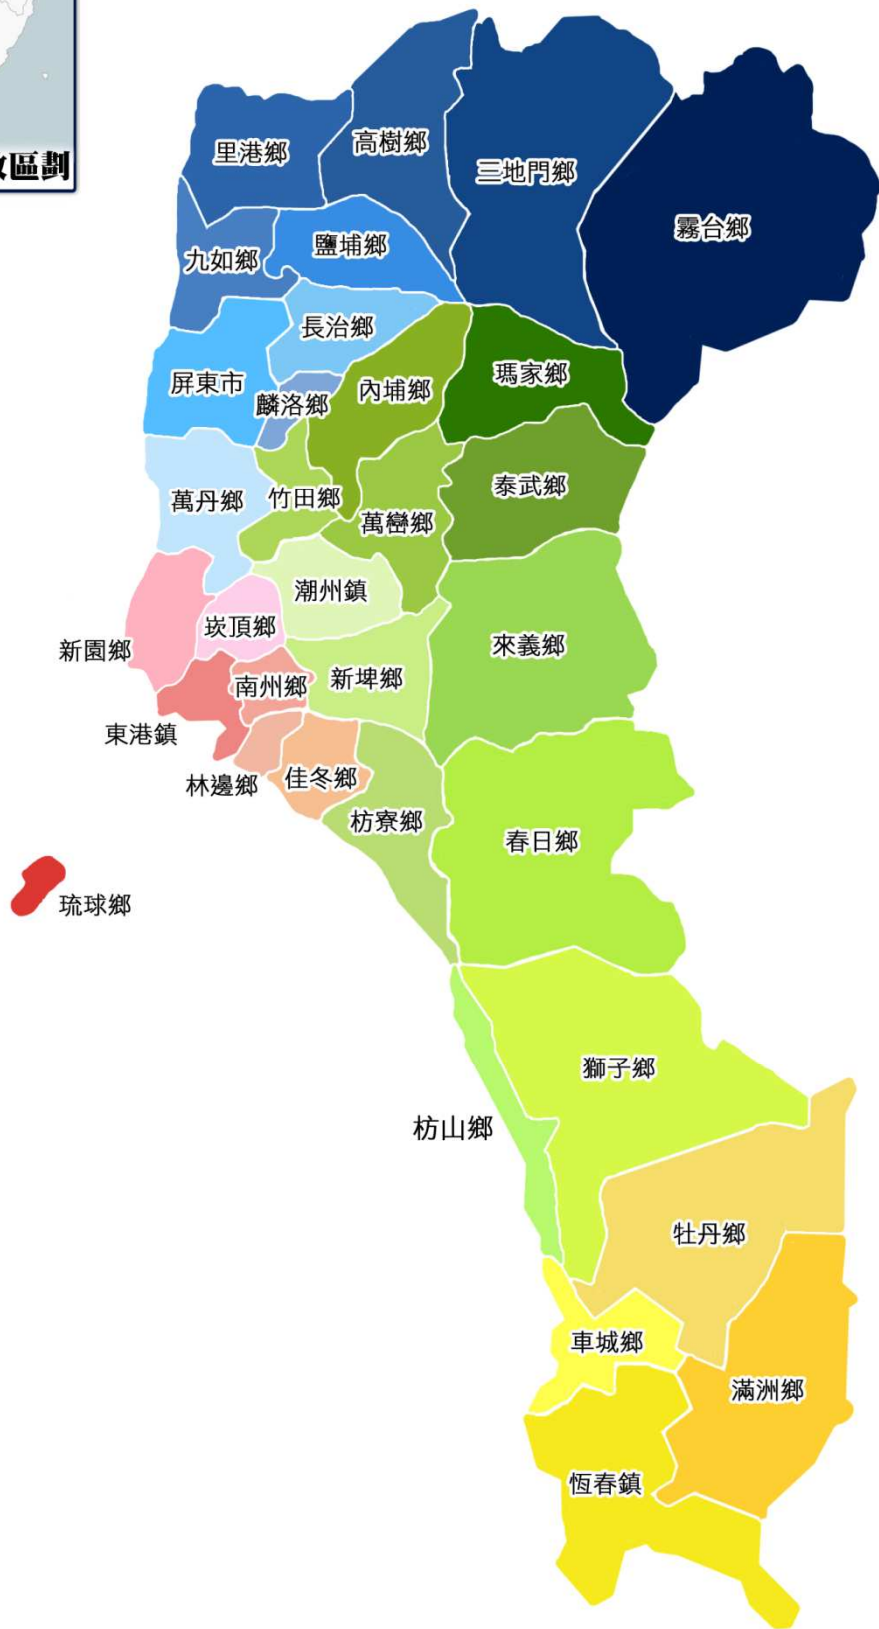 區劃
里港鄉
高樹鄉
三地門鄉
霧台鄉
九如鄉
鹽埔鄉
長治鄉
屏東市
麟洛鄉
內埔鄉
瑪家鄉
萬丹鄉
竹田鄉
萬巒鄉
泰武鄉
潮州鎮
崁頂鄉
新園鄉
南州鄉
新埤鄉
來義鄉
東港鎮
林邊鄉
佳冬鄉
枋寮鄉
春日鄉
琉球鄉
獅子鄉
枋山鄉
牡丹鄉
車城鄉
滿洲鄉
恆春鎮